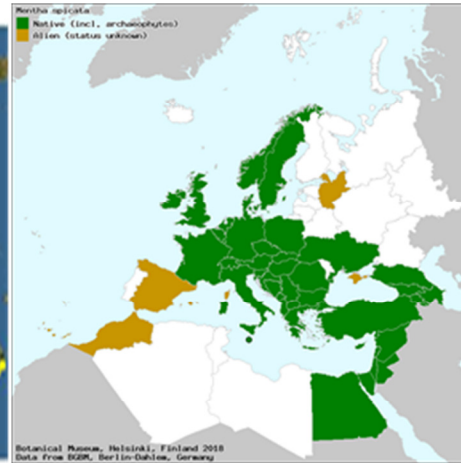 Mentha spicata
Native (incl. archaeophytes)
Alien (status unknown)
Botanical Museum, Helsinki, Finland 2018
Data from BGBM, Berlin-Dahlem, Germany